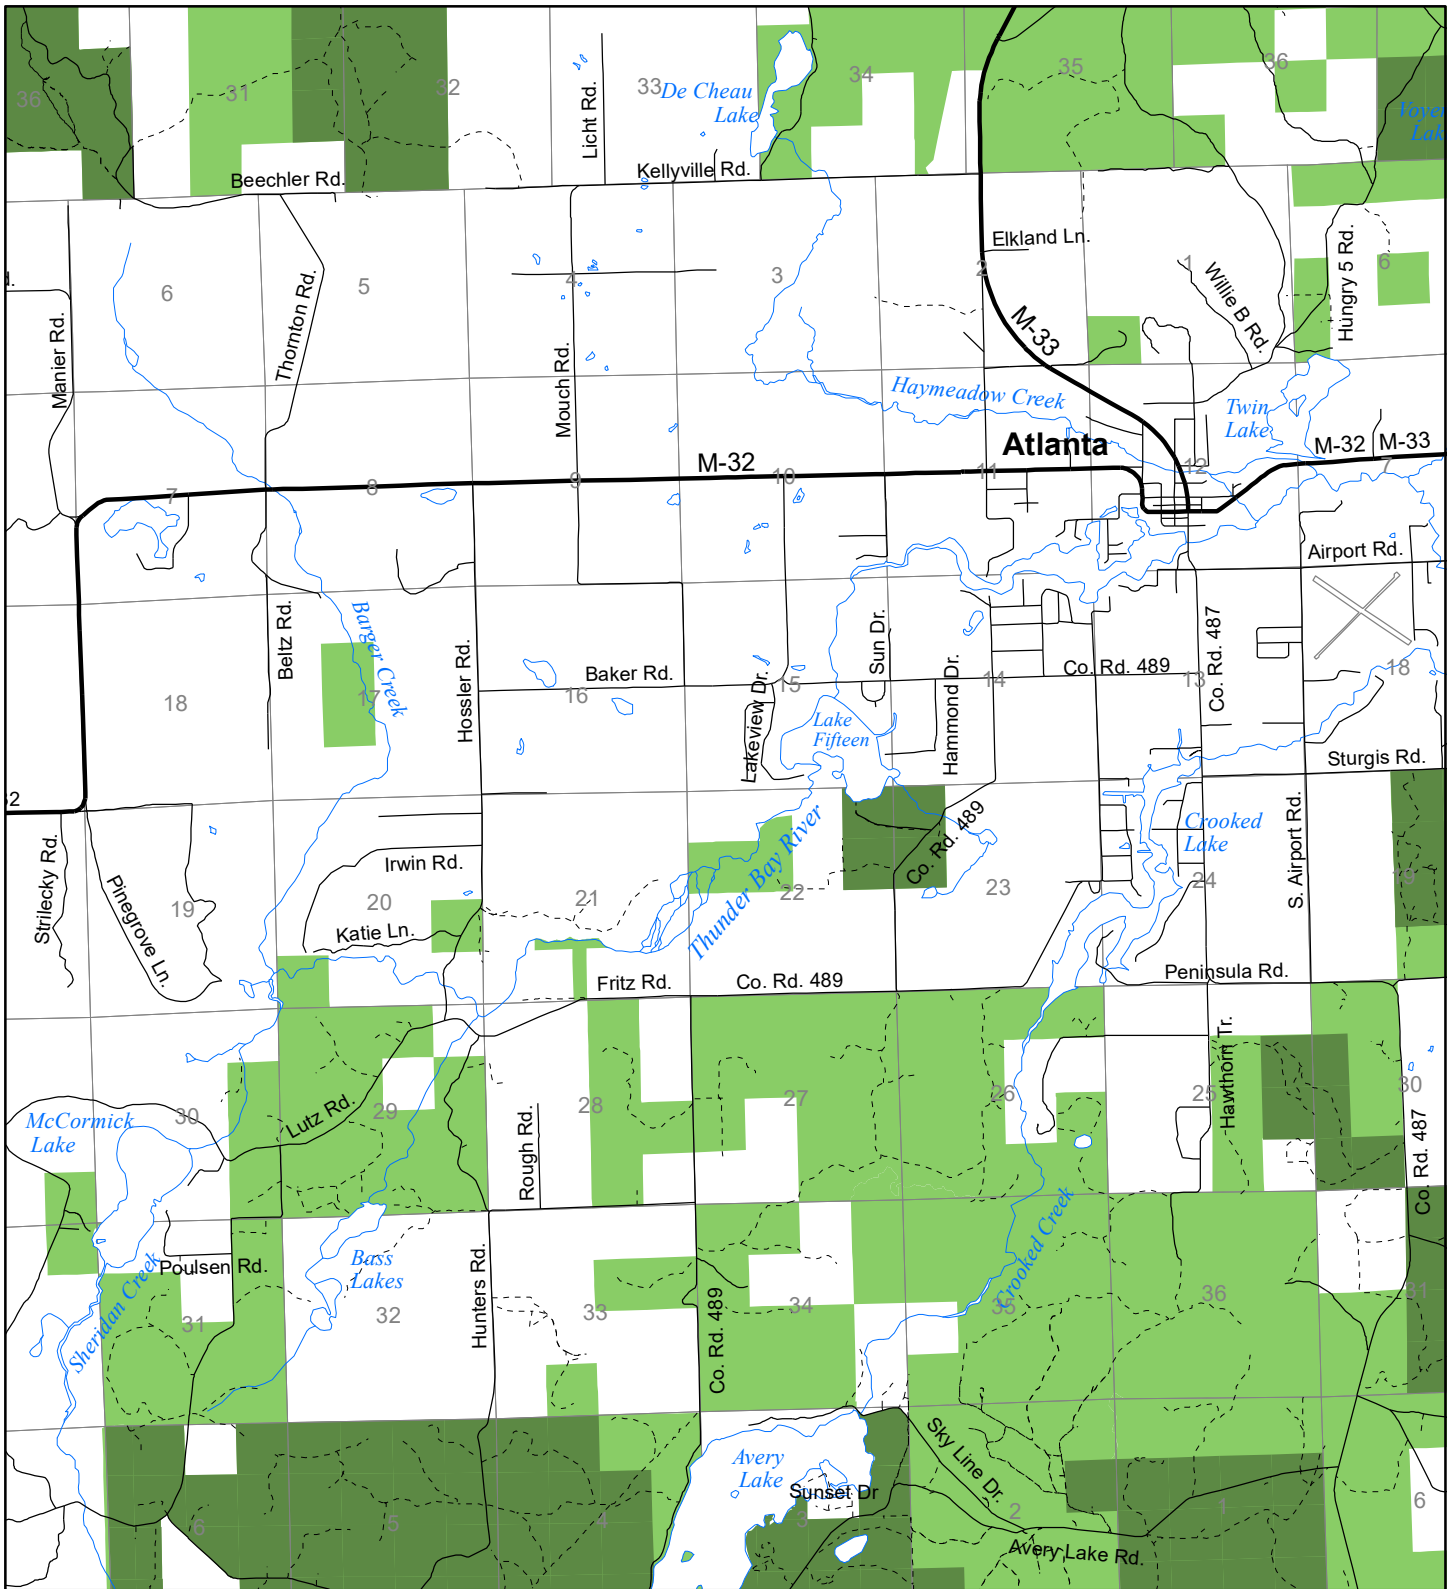 36
31
32
Licht Rd.
33
De Cheau
Lake
34
35
36
Beechler Rd.
Kellyville Rd.
6
Thornton Rd.
5
4
3
Elkland Ln.
2
1
Willie B Rd.
Hungry 5 Rd.
6
Manier Rd.
Mouch Rd.
M-33
Haymeadow Creek
Twin
Lake
Atlanta
M-32
M-32
M-33
7
8
9
10
11
12
7
Airport Rd.
Beltz Rd.
Barger Creek
Hossler Rd.
Baker Rd.
Sun Dr.
Co. Rd. 489
Co. Rd. 487
18
17
16
Lakeview Dr.
15
Hammond Dr.
14
13
18
Lake
Fifteen
Sturgis Rd.
Strilecky Rd.
Pinegrove Ln.
Irwin Rd.
Thunder Bay River
Co. Rd. 489
Crooked
Lake
S. Airport Rd.
19
20
21
22
23
24
19
Katie Ln.
Fritz Rd.
Co. Rd. 489
Peninsula Rd.
McCormick
Lake
30
Lutz Rd.
29
Rough Rd.
28
27
26
25
Hawthorn Tr.
30
Co. Rd. 487
Sheridan Creek
Poulsen Rd.
31
Bass
Lakes
32
Hunters Rd.
33
Co. Rd. 489
34
Crooked Creek
35
36
31
Avery
Lake
Sunset Dr
Sky Line Dr.
6
5
4
3
2
1
6
Avery Lake Rd.